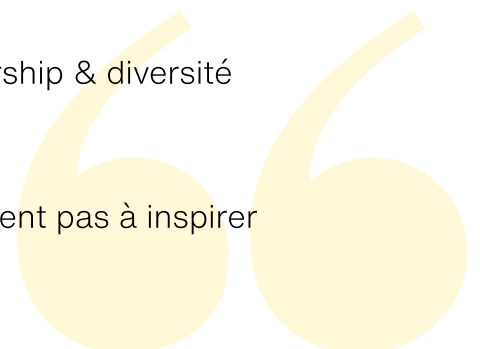 rship & diversité
ent pas à inspirer